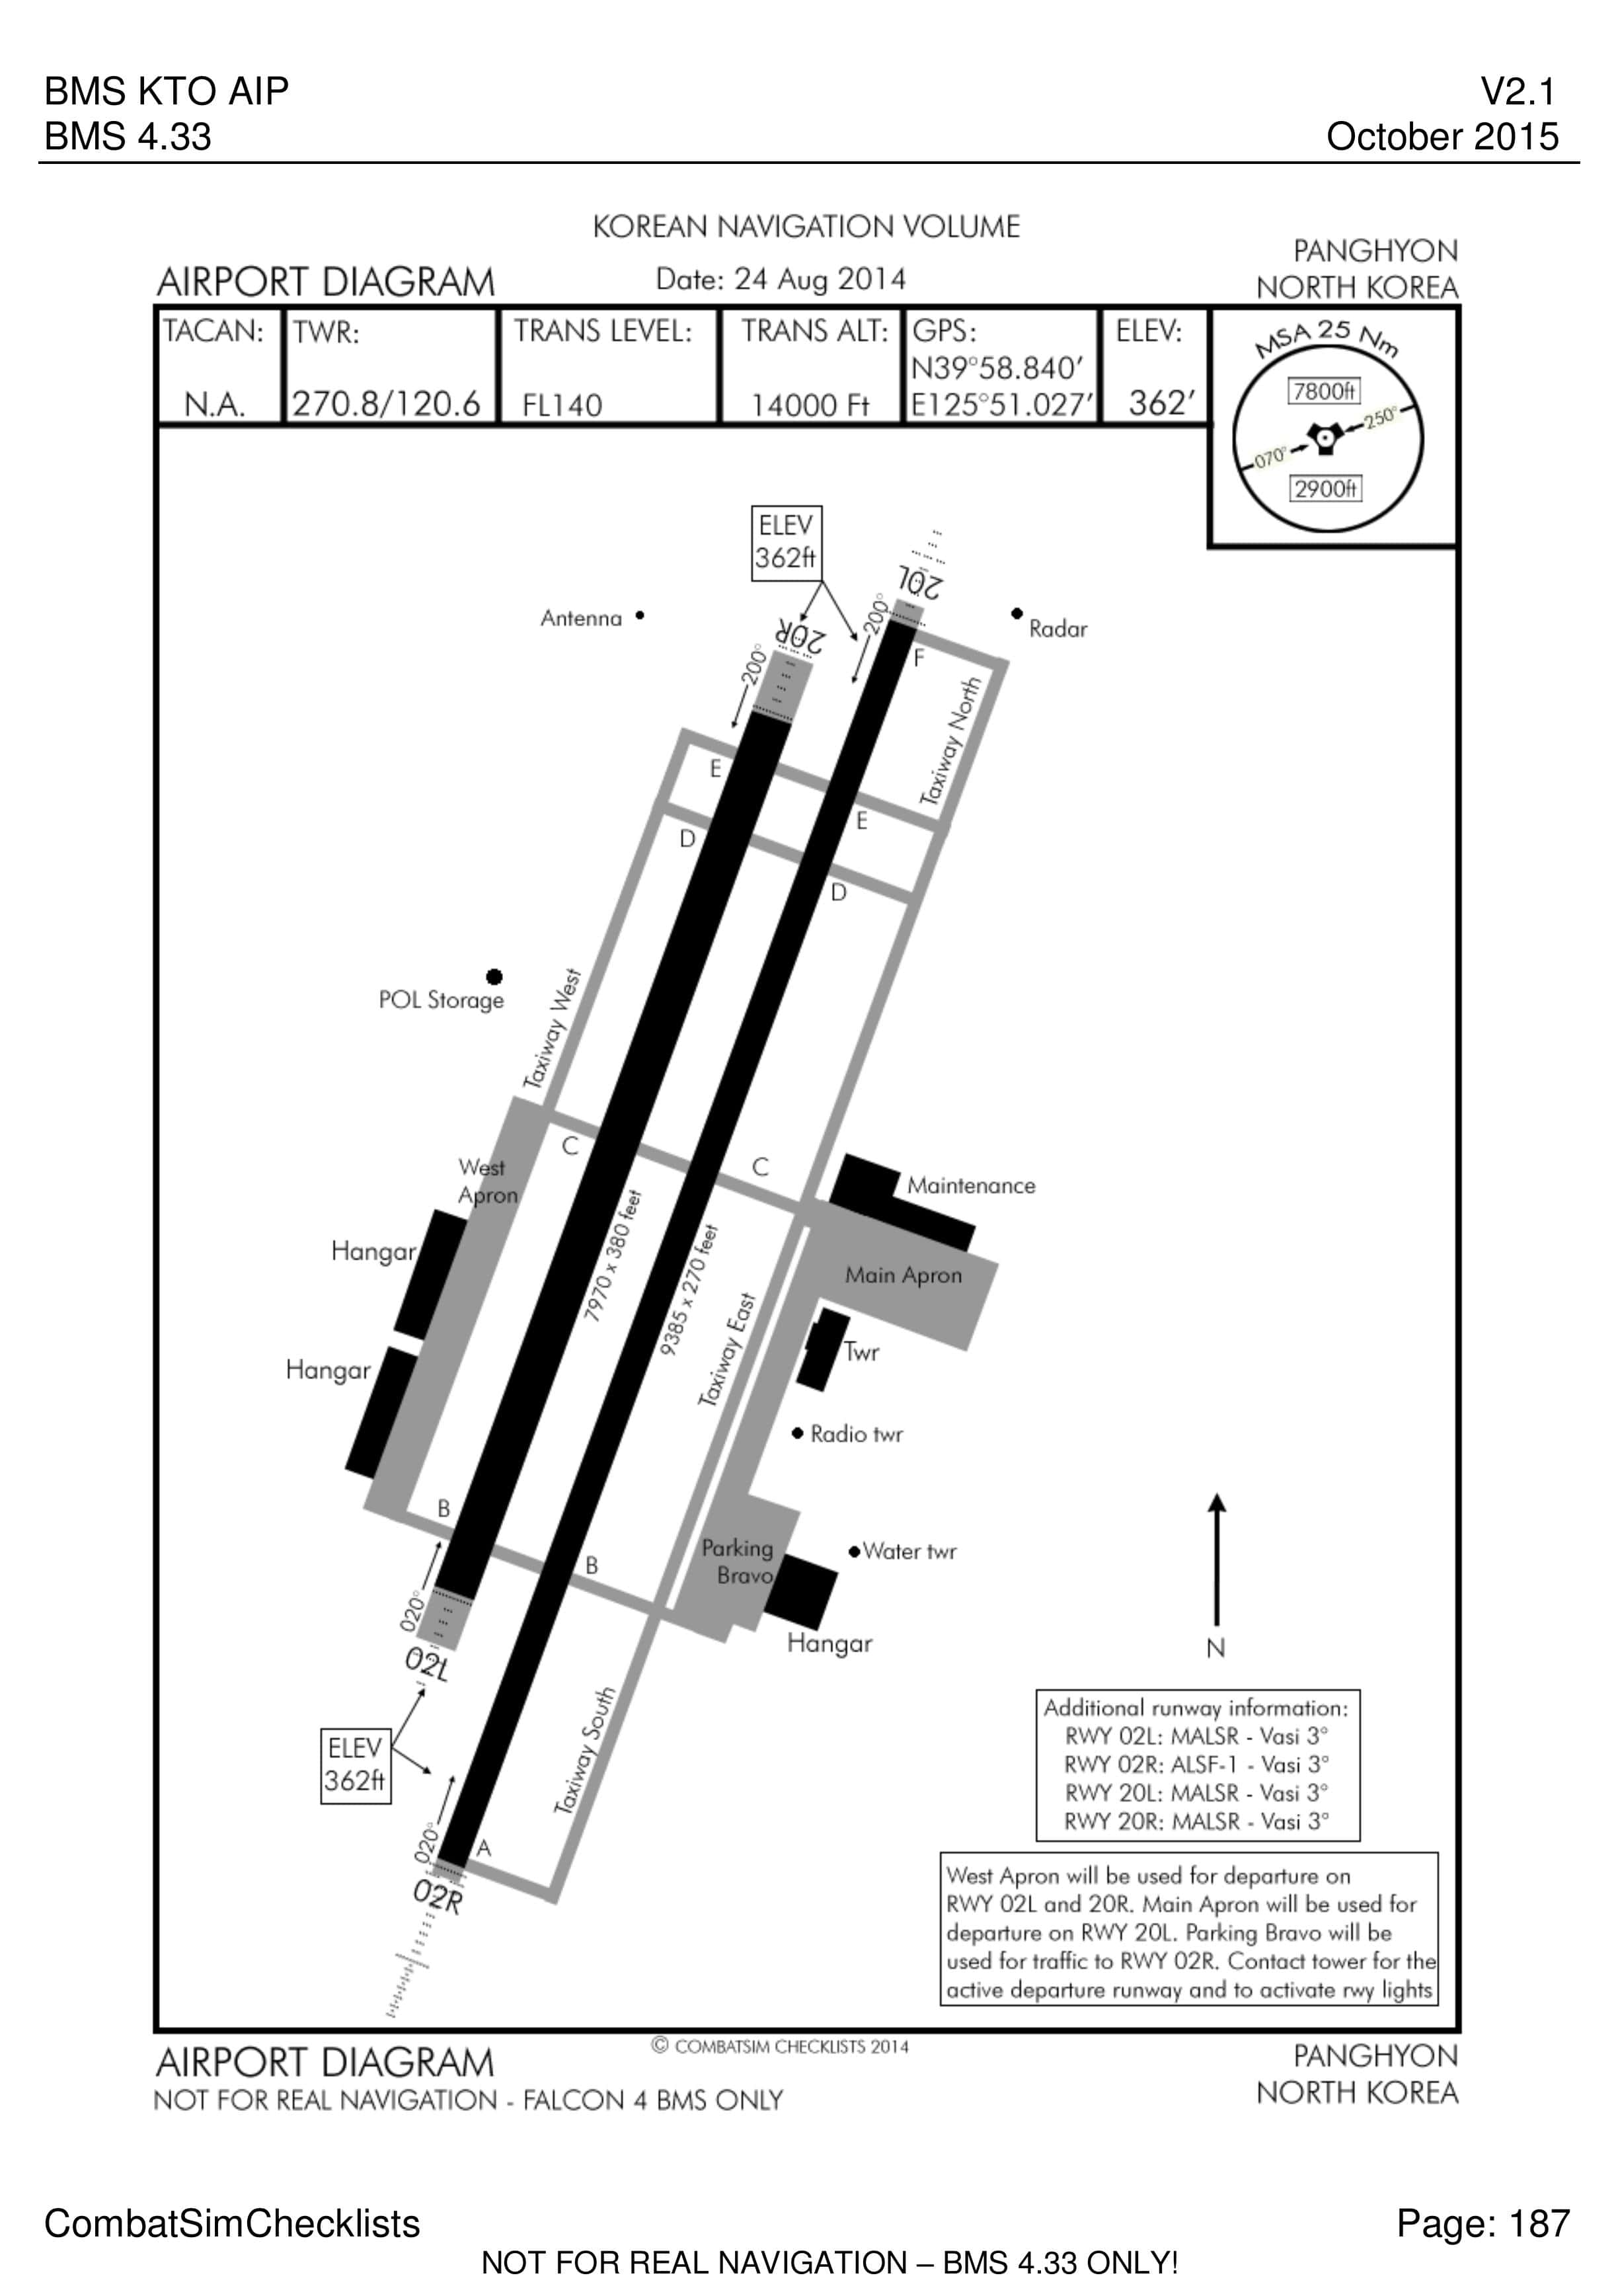 BMS KTO AIP
V2.1
BMS 4.33
October 2015
KOREAN NAVIGATION VOLUME
PANGHYON
AIRPORT DIAGRAM
Date: 24 Aug 2014
NORTH KOREA
TACAN:
N.A.
TWR:
270.8/120.6
TRANS LEVEL:
FL140
TRANS ALT:
14000 Ft
GPS:
N39°58.840′
E125°51.027′
ELEV:
362′
MSA 25 Nm
7800ft
250°
070°
2900ft
ELEV
362ft
20L
200°
Antenna
Radar
20R
200°
F
Taxiway North
E
E
D
D
POL Storage
Taxiway West
C
C
West
Apron
Maintenance
Hangar
7970 x 380 feet
9385 x 270 feet
Main Apron
Taxiway East
Twr
Hangar
Radio twr
B
B
Parking
Bravo
Water twr
020°
Hangar
02L
N
Taxiway South
ELEV
362ft
020°
A
02R
Additional runway information:
RWY 02L: MALSR - Vasi 3°
RWY 02R: ALSF-1 - Vasi 3°
RWY 20L: MALSR - Vasi 3°
RWY 20R: MALSR - Vasi 3°
West Apron will be used for departure on
RWY 02L and 20R. Main Apron will be used for
departure on RWY 20L. Parking Bravo will be
used for traffic to RWY 02R. Contact tower for the
active departure runway and to activate rwy lights
© COMBATSIM CHECKLISTS 2014
AIRPORT DIAGRAM
PANGHYON
NOT FOR REAL NAVIGATION - FALCON 4 BMS ONLY
NORTH KOREA
CombatSimChecklists
Page: 187
NOT FOR REAL NAVIGATION – BMS 4.33 ONLY!